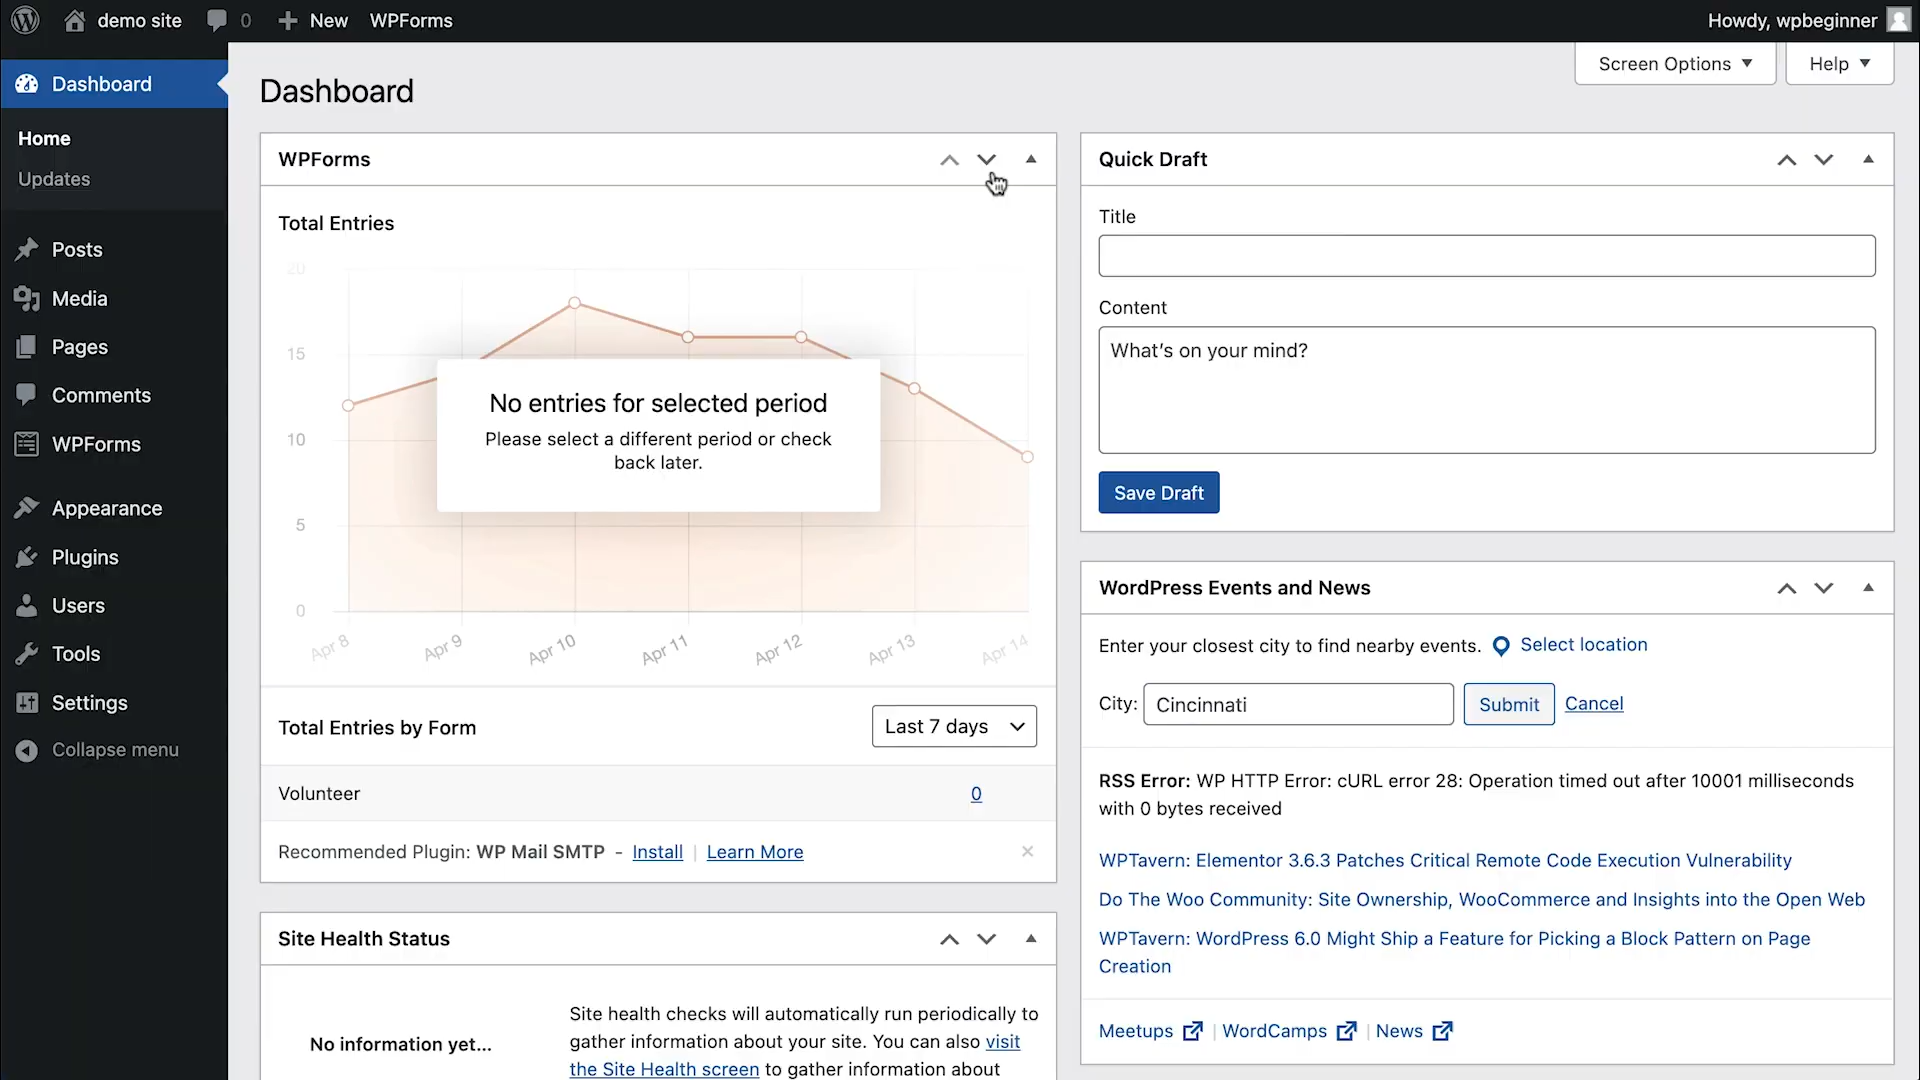 demo site
0
New
WPForms
Howdy, wpbeginner
Screen Options
Help
Dashboard
Home
Updates
Posts
Media
Pages
Comments
WPForms
Appearance
Plugins
Users
Tools
Settings
Collapse menu
Dashboard
WPForms
Total Entries
20
15
10
5
0
Apr 8
Apr 9
Apr 10
Apr 11
Apr 12
Apr 13
Apr 14
No entries for selected period
Please select a different period or check
back later.
Total Entries by Form
Last 7 days
Volunteer
0
Recommended Plugin: WP Mail SMTP - Install | Learn More
Site Health Status
No information yet...
Site health checks will automatically run periodically to
gather information about your site. You can also visit
the Site Health screen to gather information about
Quick Draft
Title
Content
What's on your mind?
Save Draft
WordPress Events and News
Enter your closest city to find nearby events. Select location
City: Cincinnati Submit Cancel
RSS Error: WP HTTP Error: cURL error 28: Operation timed out after 10001 milliseconds
with 0 bytes received
WPTavern: Elementor 3.6.3 Patches Critical Remote Code Execution Vulnerability
Do The Woo Community: Site Ownership, WooCommerce and Insights into the Open Web
WPTavern: WordPress 6.0 Might Ship a Feature for Picking a Block Pattern on Page
Creation
Meetups | WordCamps | News